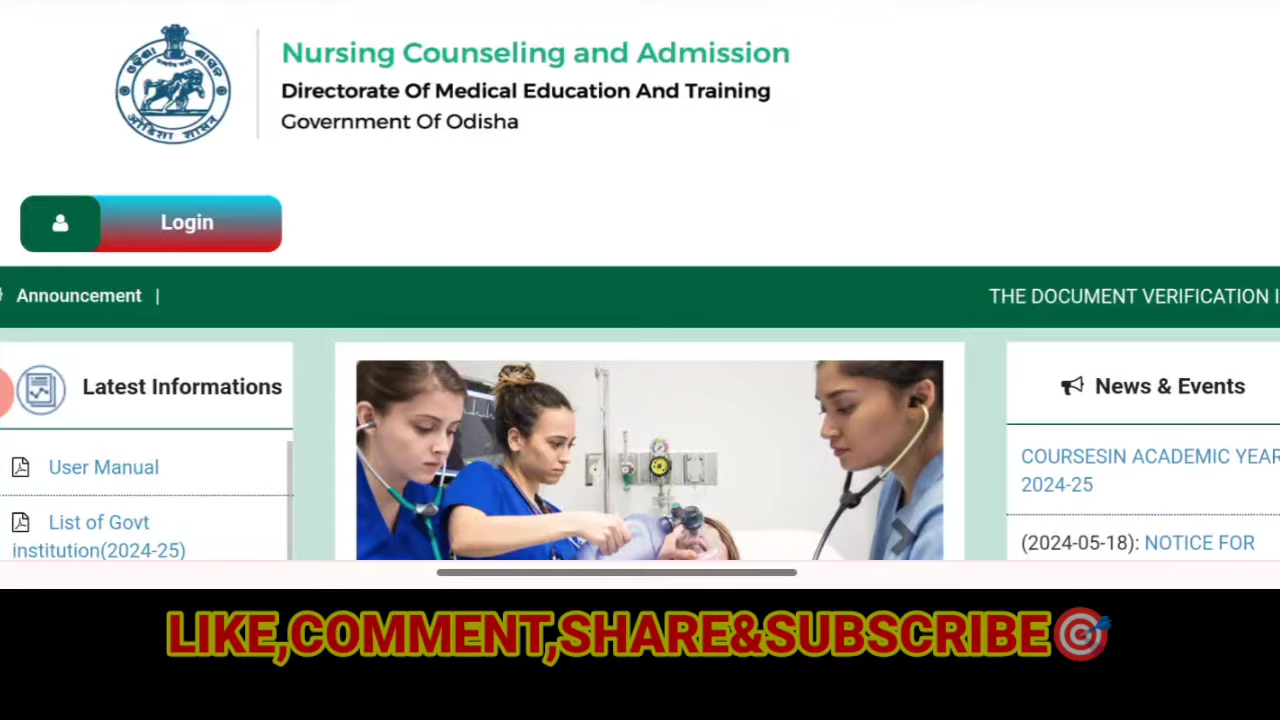 Nursing Counseling and Admission
Directorate Of Medical Education And Training
Government Of Odisha
Login
Announcement |
THE DOCUMENT VERIFICATION
Latest Informations
User Manual
List of Govt
institution(2024-25)
News & Events
COURSESIN ACADEMIC YEAR
2024-25
(2024-05-18): NOTICE FOR
LIKE,COMMENT,SHARE&SUBSCRIBE